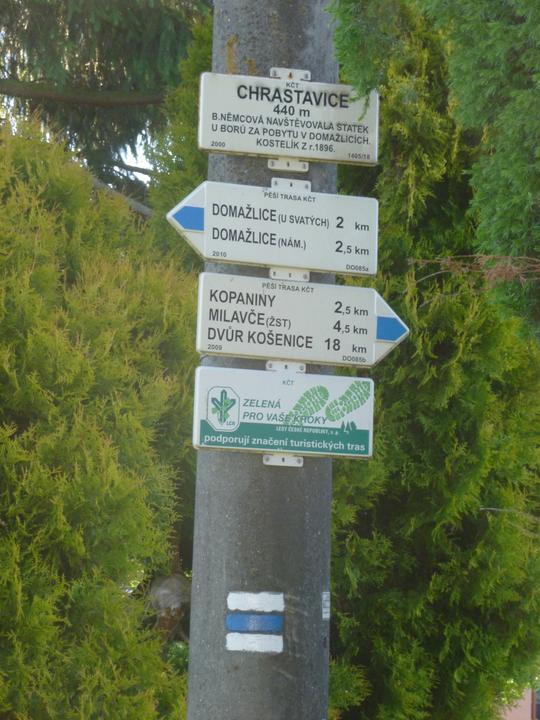 KČT
CHRASTAVICE
440 m
B.NĚMCOVÁ NAVŠTĚVOVALA STATEK
U BORŮ ZA POBYTU V DOMAŽLICÍCH.
KOSTELÍK Z r.1896.
2000 1405/18
PĚŠÍ TRASA KČT
DOMAŽLICE (U SVATÝCH) 2 km
DOMAŽLICE (NÁM.) 2,5 km
2010 DO085a
PĚŠÍ TRASA KČT
KOPANINY 2,5 km
MILAVČE (ŽST) 4,5 km
DVŮR KOŠENICE 18 km
2009 DO085b
KČT
ZELENÁ
PRO VAŠE KROKY
LČR
LESY ČESKÉ REPUBLIKY, s. p.
podporují značení turistických tras